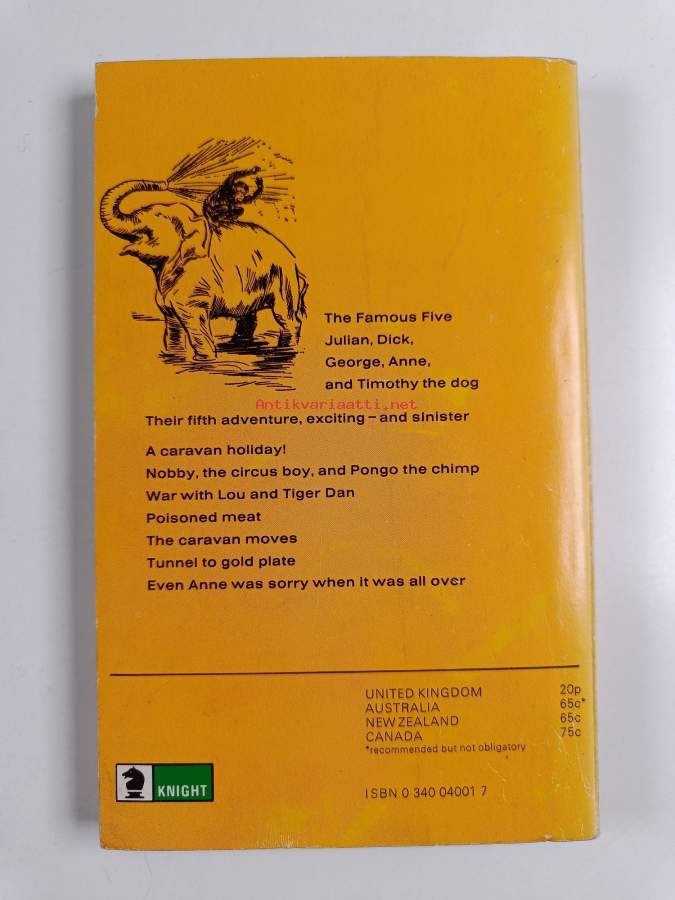 The Famous Five
Julian, Dick,
George, Anne,
and Timothy the dog
Antikvariaatti.net
Their fifth adventure, exciting – and sinister
A caravan holiday!
Nobby, the circus boy, and Pongo the chimp
War with Lou and Tiger Dan
Poisoned meat
The caravan moves
Tunnel to gold plate
Even Anne was sorry when it was all over
UNITED KINGDOM 20p
AUSTRALIA 65c*
NEW ZEALAND 65c
CANADA 75c
*recommended but not obligatory
KNIGHT
ISBN 0 340 04001 7